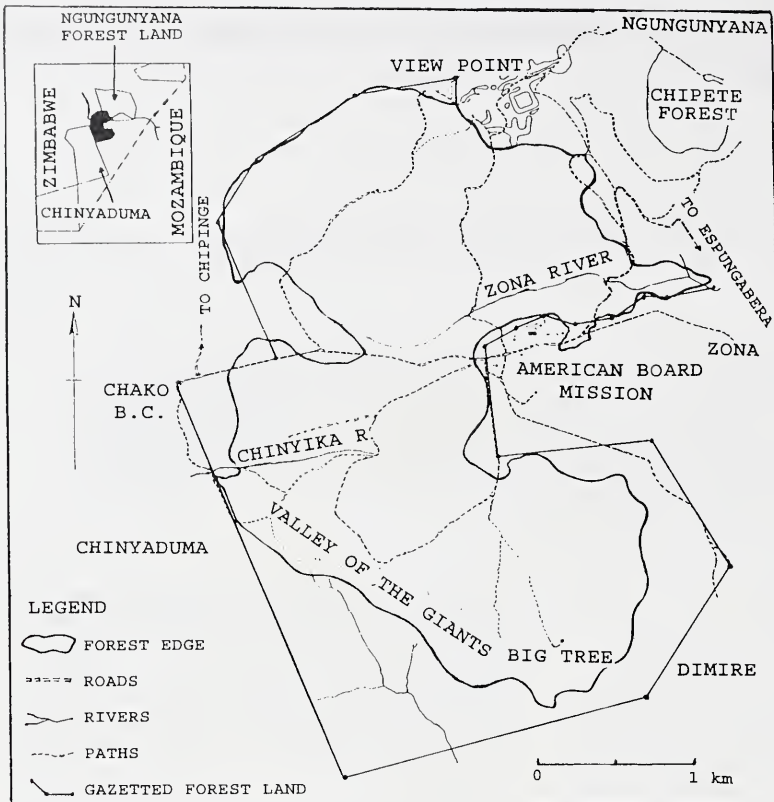 NGUNGUNYANA
FOREST LAND
ZIMBABWE
MOZAMBIQUE
CHINYADUMA
NGUNGUNYANA
VIEW POINT
CHIPETE
FOREST
TO CHIPINGE
TO ESPUNGABERA
ZONA RIVER
N
ZONA
AMERICAN BOARD
MISSION
CHAKO
B.C.
CHINYIKA R
CHINYADUMA
VALLEY OF THE GIANTS
BIG TREE
DIMIRE
LEGEND
FOREST EDGE
ROADS
RIVERS
PATHS
GAZETTED FOREST LAND
0 1 km